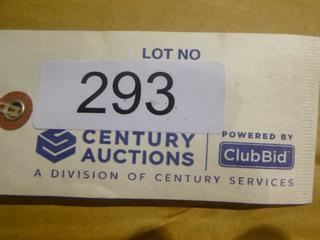 LOT NO
293
CENTURY
AUCTIONS
POWERED BY
ClubBid
A DIVISION OF CENTURY SERVICES